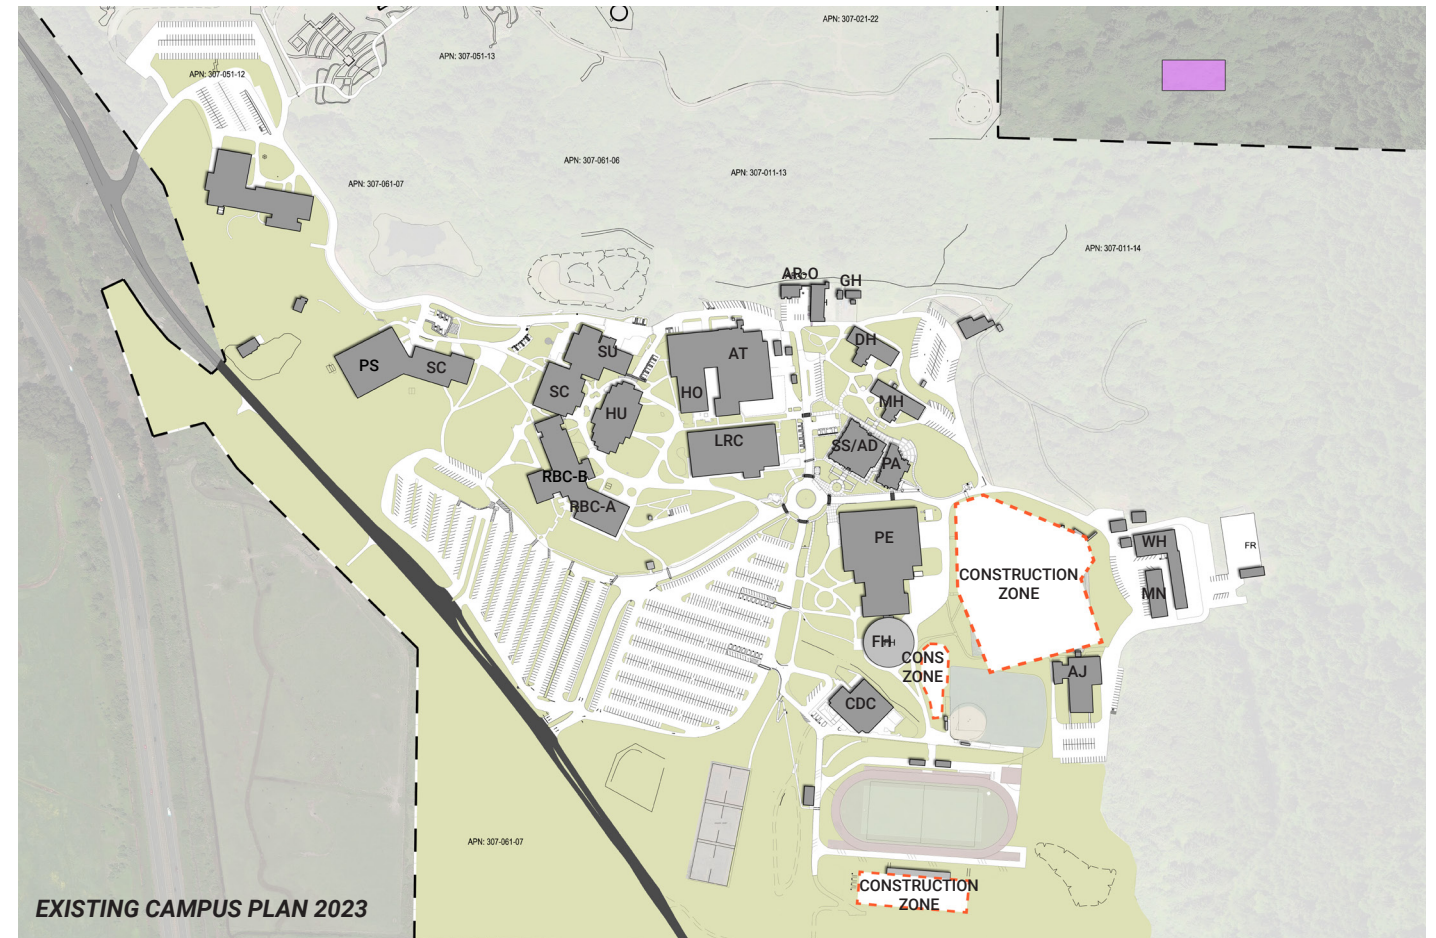 APN: 307-021-22
APN: 307-051-13
APN: 307-051-12
APN: 307-061-06
APN: 307-011-13
APN: 307-061-07
APN: 307-011-14
AR-O
GH
DH
SU
AT
PS
SC
SC
HO
MH
HU
LRC
SS/AD
PA
RBC-B
RBC-A
PE
WH
FR
CONSTRUCTION
ZONE
MN
FH
CONS
ZONE
AJ
CDC
APN: 307-061-07
CONSTRUCTION
ZONE
EXISTING CAMPUS PLAN 2023